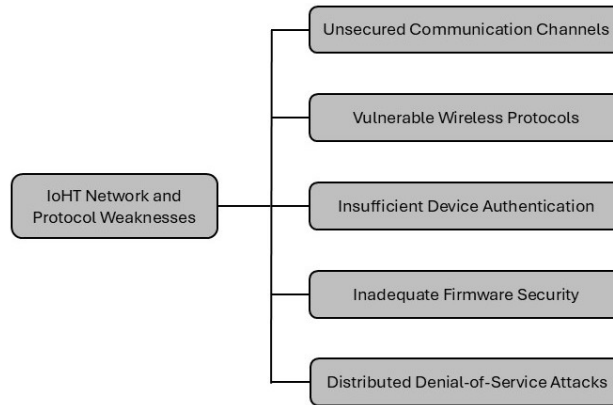 Unsecured Communication Channels
Vulnerable Wireless Protocols
IoHT Network and
Protocol Weaknesses
Insufficient Device Authentication
Inadequate Firmware Security
Distributed Denial-of-Service Attacks